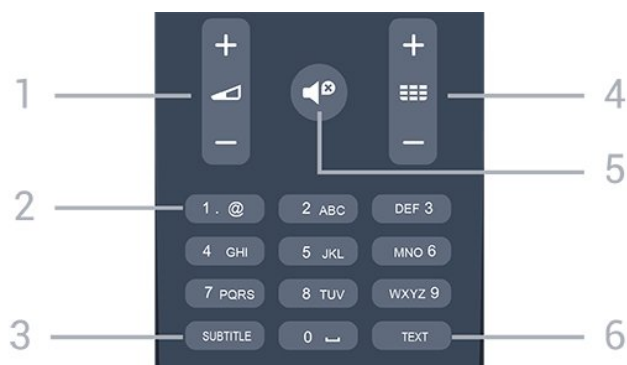 + +
1 4
— —
5
2 1 . @ 2 ABC DEF 3
4 GHI 5 JKL MNO 6
7 PQRS 8 TUV WXYZ 9
3 SUBTITLE 0 TEXT 6